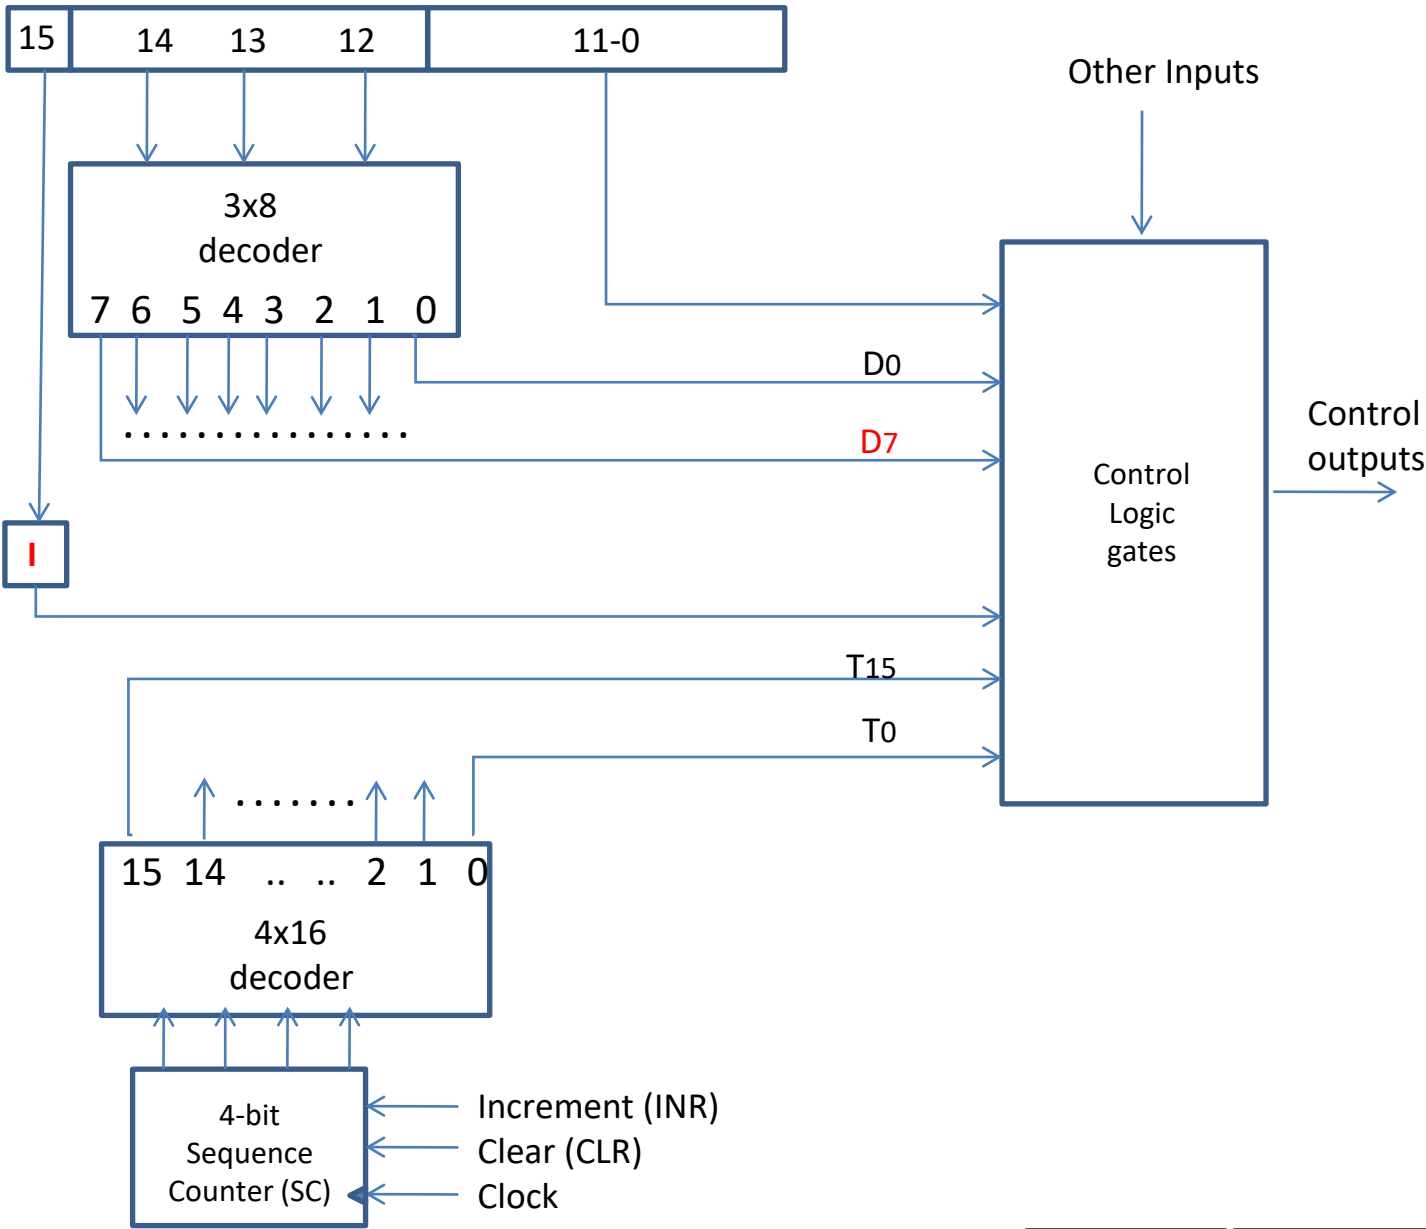 15 14 13 12 11-0
Other Inputs
3x8
decoder
7 6 5 4 3 2 1 0
D0
...............
D7
Control
outputs
Control
Logic
gates
I
T15
T0
.......
15 14 .. .. 2 1 0
4x16
decoder
4-bit
Sequence
Counter (SC)
Increment (INR)
Clear (CLR)
Clock